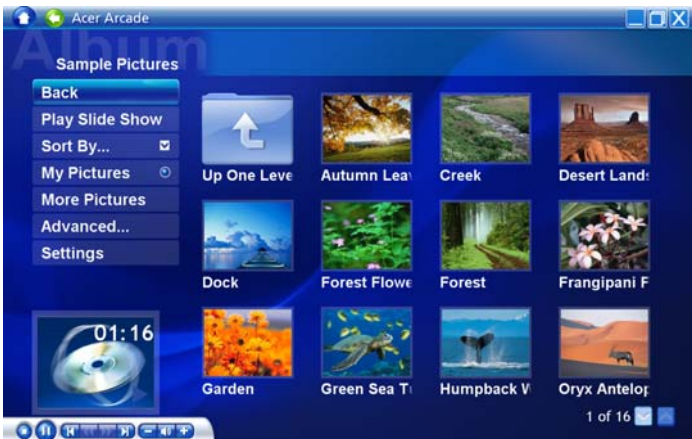 Acer Arcade
Album
Sample Pictures
Back
Play Slide Show
Sort By...
My Pictures
More Pictures
Advanced...
Settings
Up One Leve
Autumn Lea
Creek
Desert Lands
Dock
Forest Flowe
Forest
Frangipani F
Garden
Green Sea T
Humpback W
Oryx Antelop
01:16
1 of 16